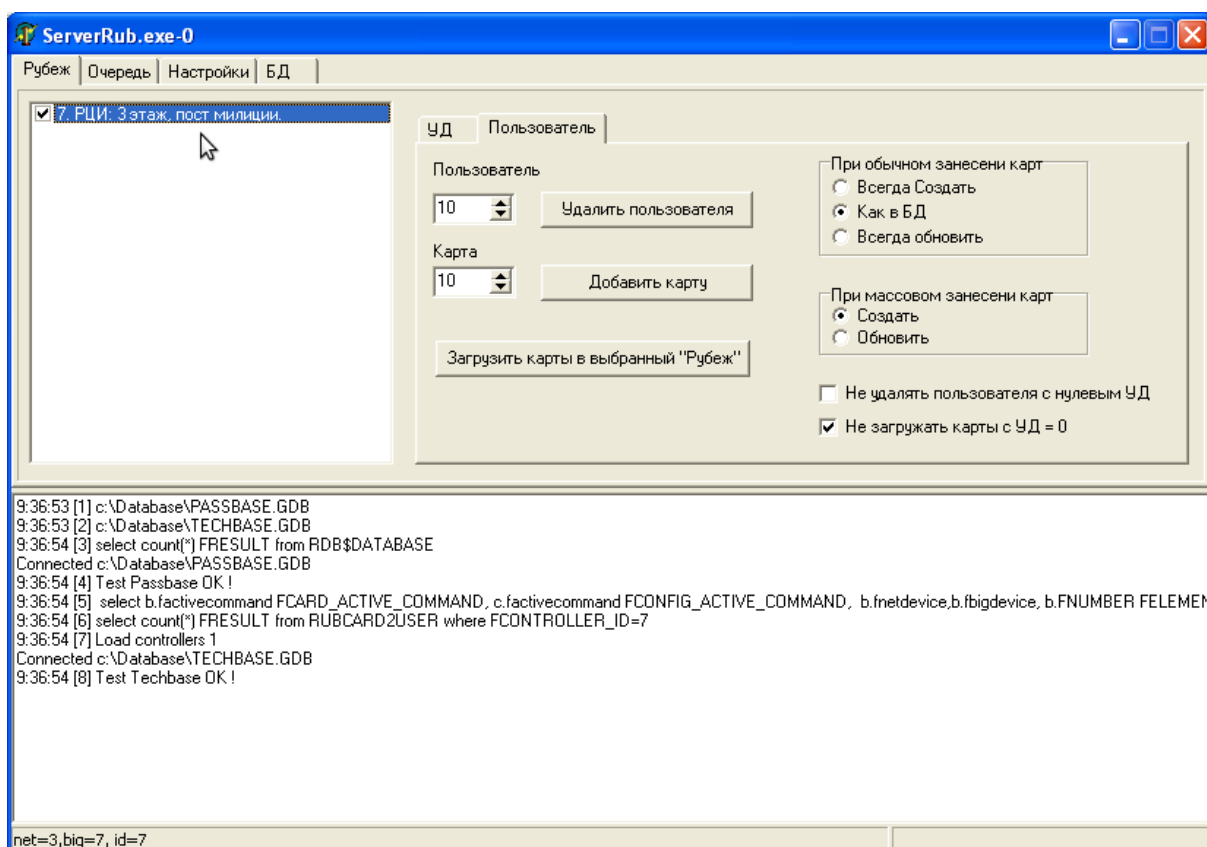 ServerRub.exe-0
Рубеж Очередь Настройки БД
7. РЦИ: 3 этаж, пост милиции.
УД Пользователь
Пользователь
10 Удалить пользователя
Карта
10 Добавить карту
Загрузить карты в выбранный "Рубеж"
При обычном занесени карт
Всегда Создать
Как в БД
Всегда обновить
При массовом занесени карт
Создать
Обновить
Не удалять пользователя с нулевым УД
Не загружать карты с УД = 0
9:36:53 [1] c:\Database\PASSBASE.GDB
9:36:53 [2] c:\Database\TECHBASE.GDB
9:36:54 [3] select count(*) FRESULT from RDB$DATABASE
Connected c:\Database\PASSBASE.GDB
9:36:54 [4] Test Passbase OK !
9:36:54 [5] select b.factivecommand FCARD_ACTIVE_COMMAND, c.factivecommand FCONFIG_ACTIVE_COMMAND, b.fnetdevice,b.fbigdevice, b.FNUMBER FELEMEN
9:36:54 [6] select count(*) FRESULT from RUBCARD2USER where FCONTROLLER_ID=7
9:36:54 [7] Load controllers 1
Connected c:\Database\TECHBASE.GDB
9:36:54 [8] Test Techbase OK !
net=3,big=7, id=7